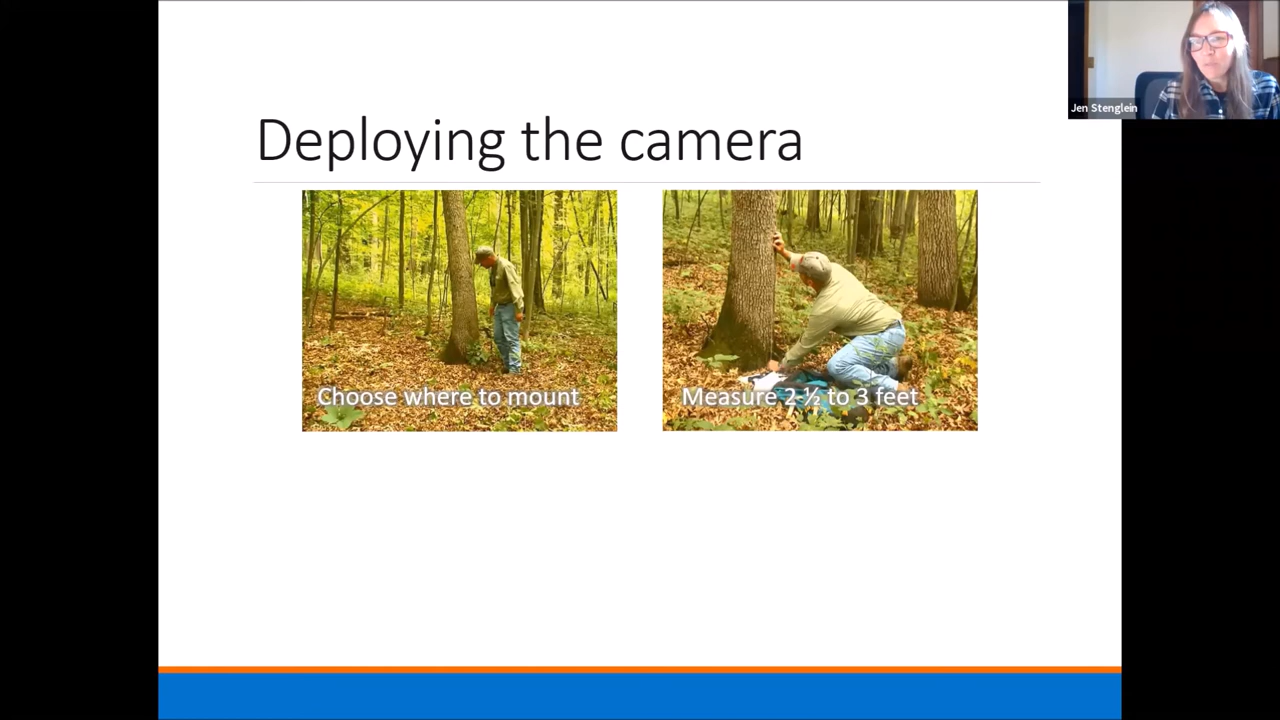 Jen Stenglein
Deploying the camera
Choose where to mount
Measure 2 ½ to 3 feet